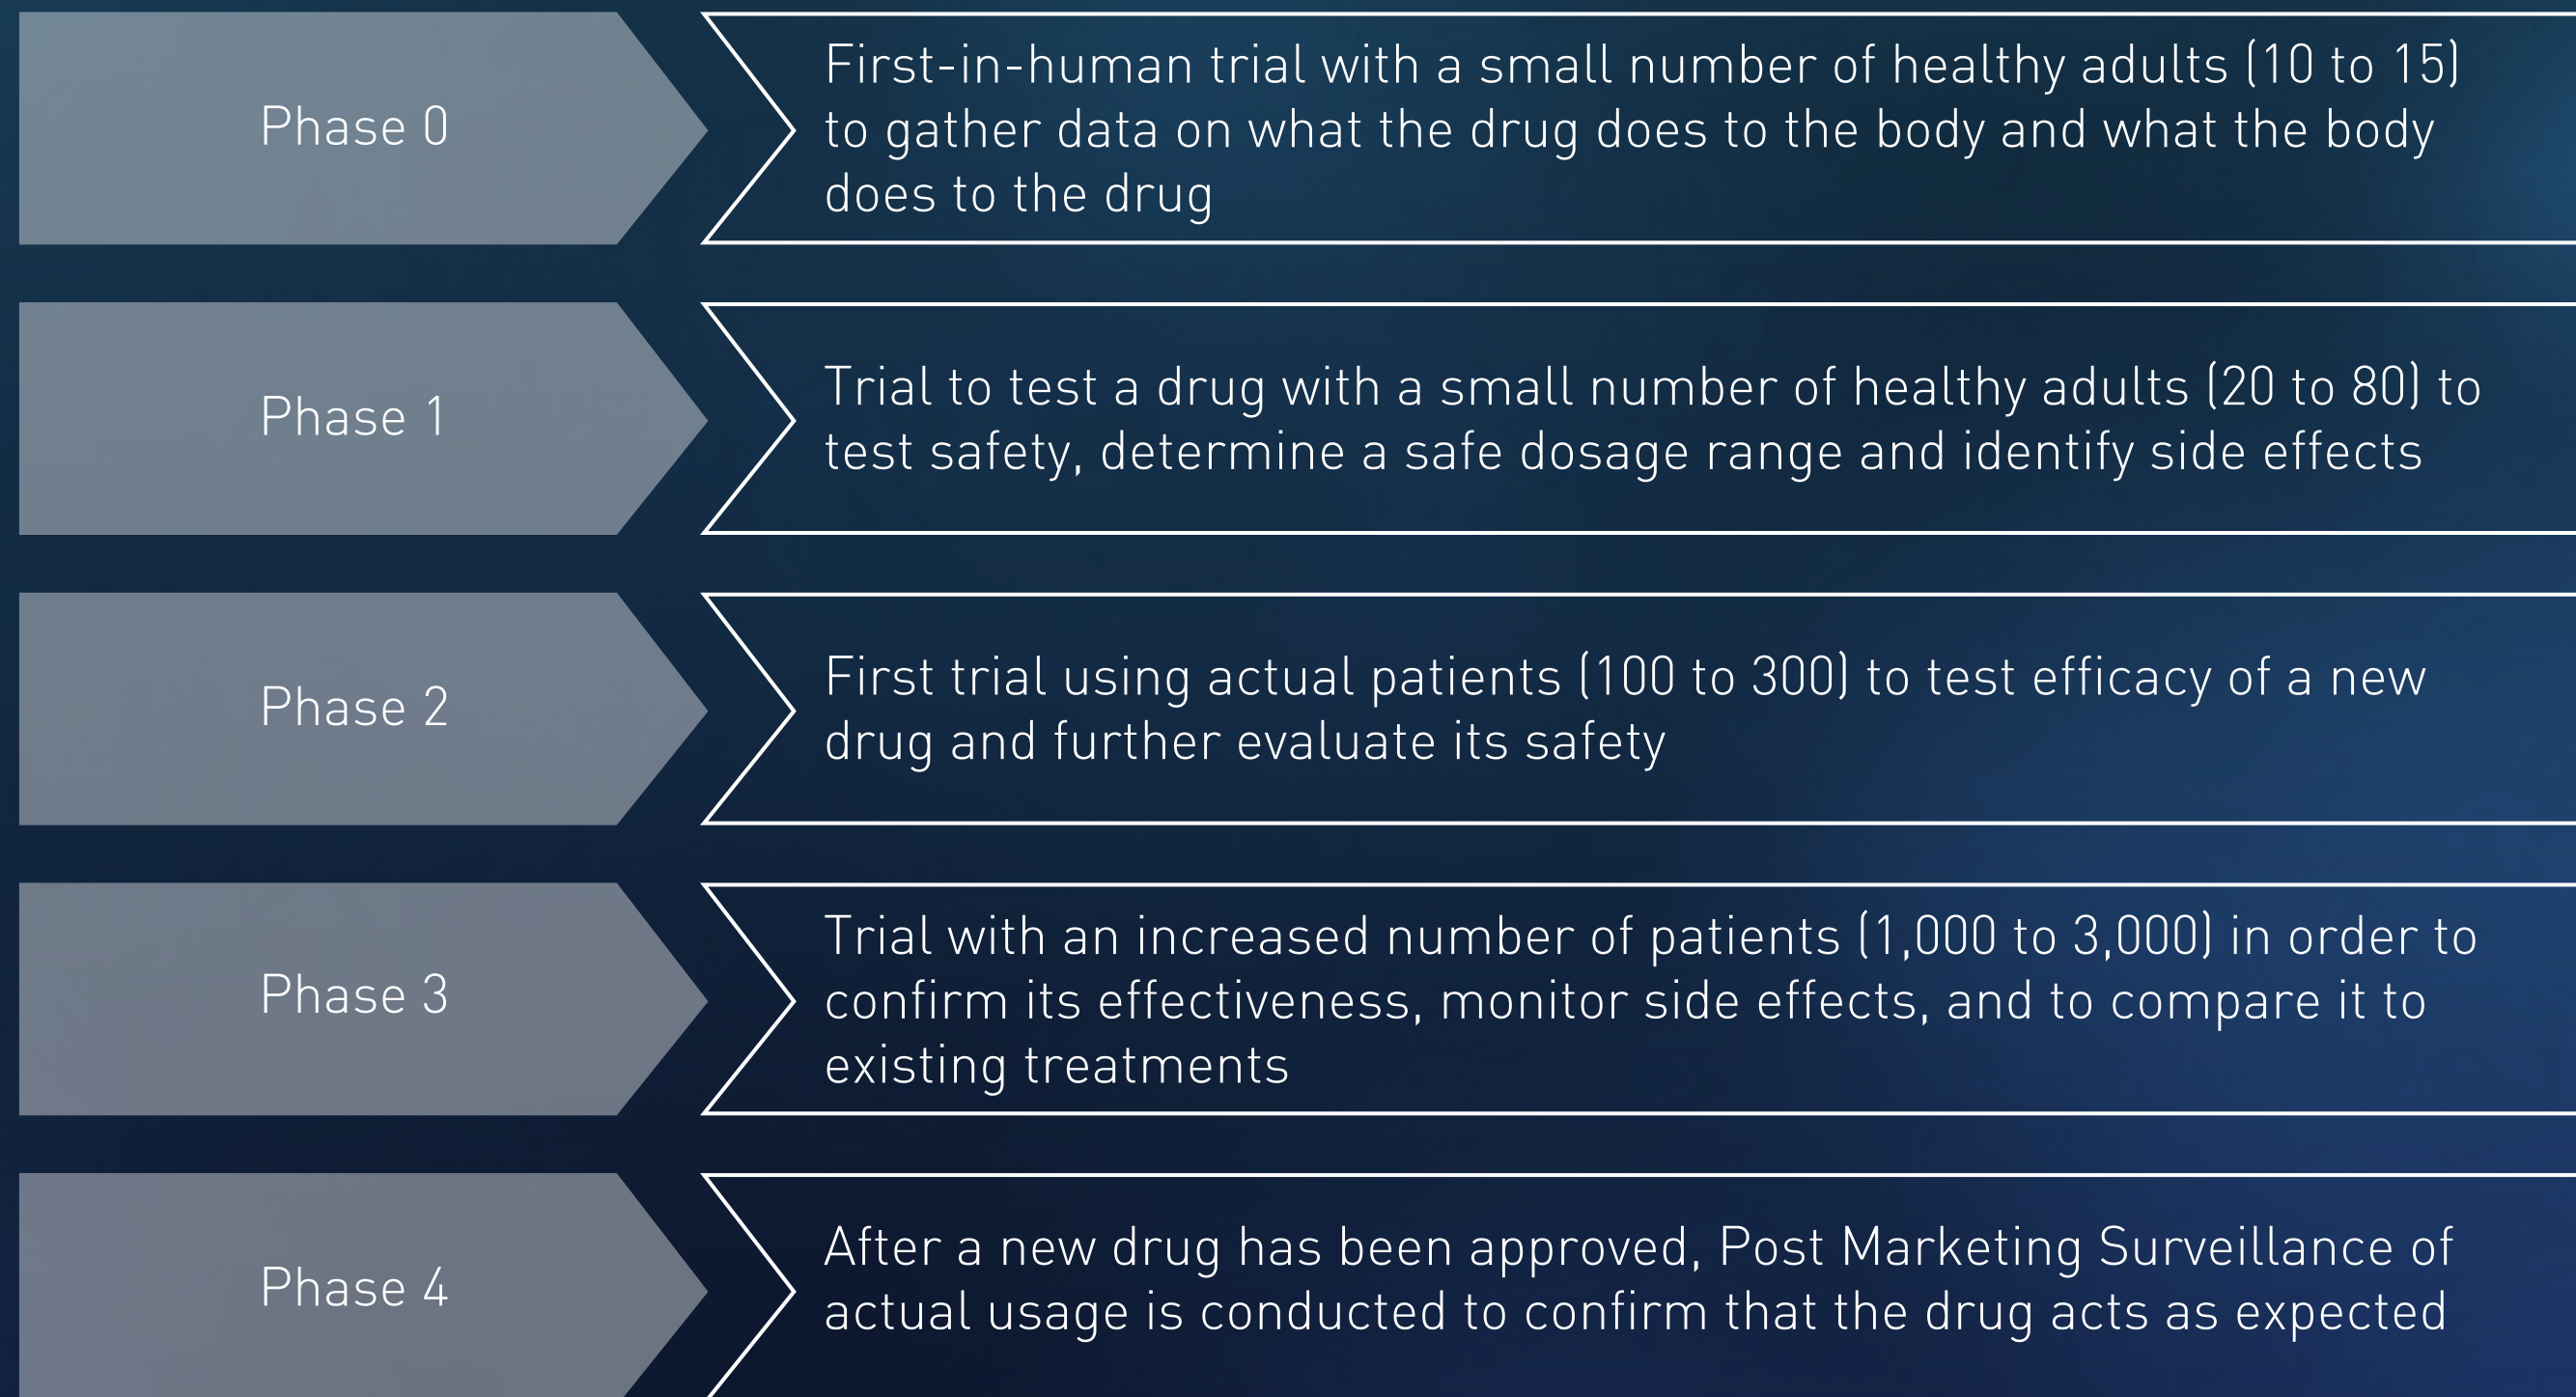 Phase 0
First-in-human trial with a small number of healthy adults (10 to 15)
to gather data on what the drug does to the body and what the body
does to the drug
Phase 1
Trial to test a drug with a small number of healthy adults (20 to 80) to
test safety, determine a safe dosage range and identify side effects
Phase 2
First trial using actual patients (100 to 300) to test efficacy of a new
drug and further evaluate its safety
Phase 3
Trial with an increased number of patients (1,000 to 3,000) in order to
confirm its effectiveness, monitor side effects, and to compare it to
existing treatments
Phase 4
After a new drug has been approved, Post Marketing Surveillance of
actual usage is conducted to confirm that the drug acts as expected